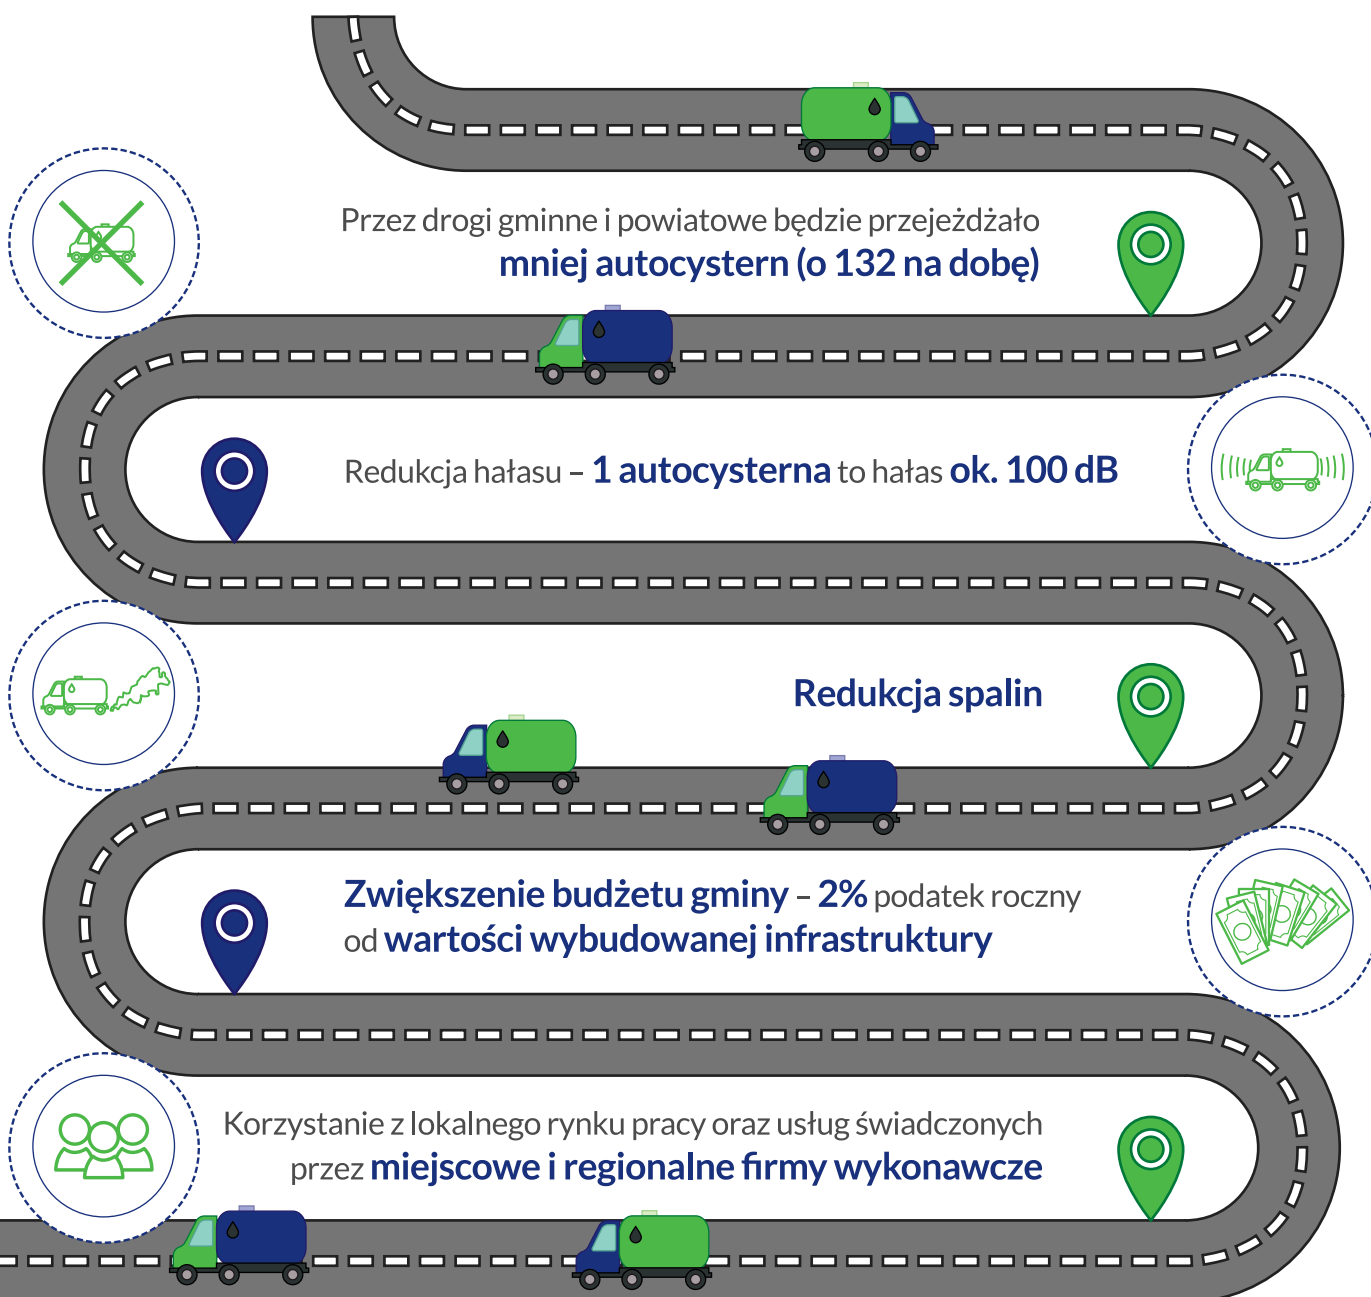 Przez drogi gminne i powiatowe będzie przejeżdżało
mniej autocystern (o 132 na dobę)
Redukcja hałasu – 1 autocysterna to hałas ok. 100 dB
Redukcja spalin
Zwiększenie budżetu gminy – 2% podatek roczny
od wartości wybudowanej infrastruktury
Korzystanie z lokalnego rynku pracy oraz usług świadczonych
przez miejscowe i regionalne firmy wykonawcze